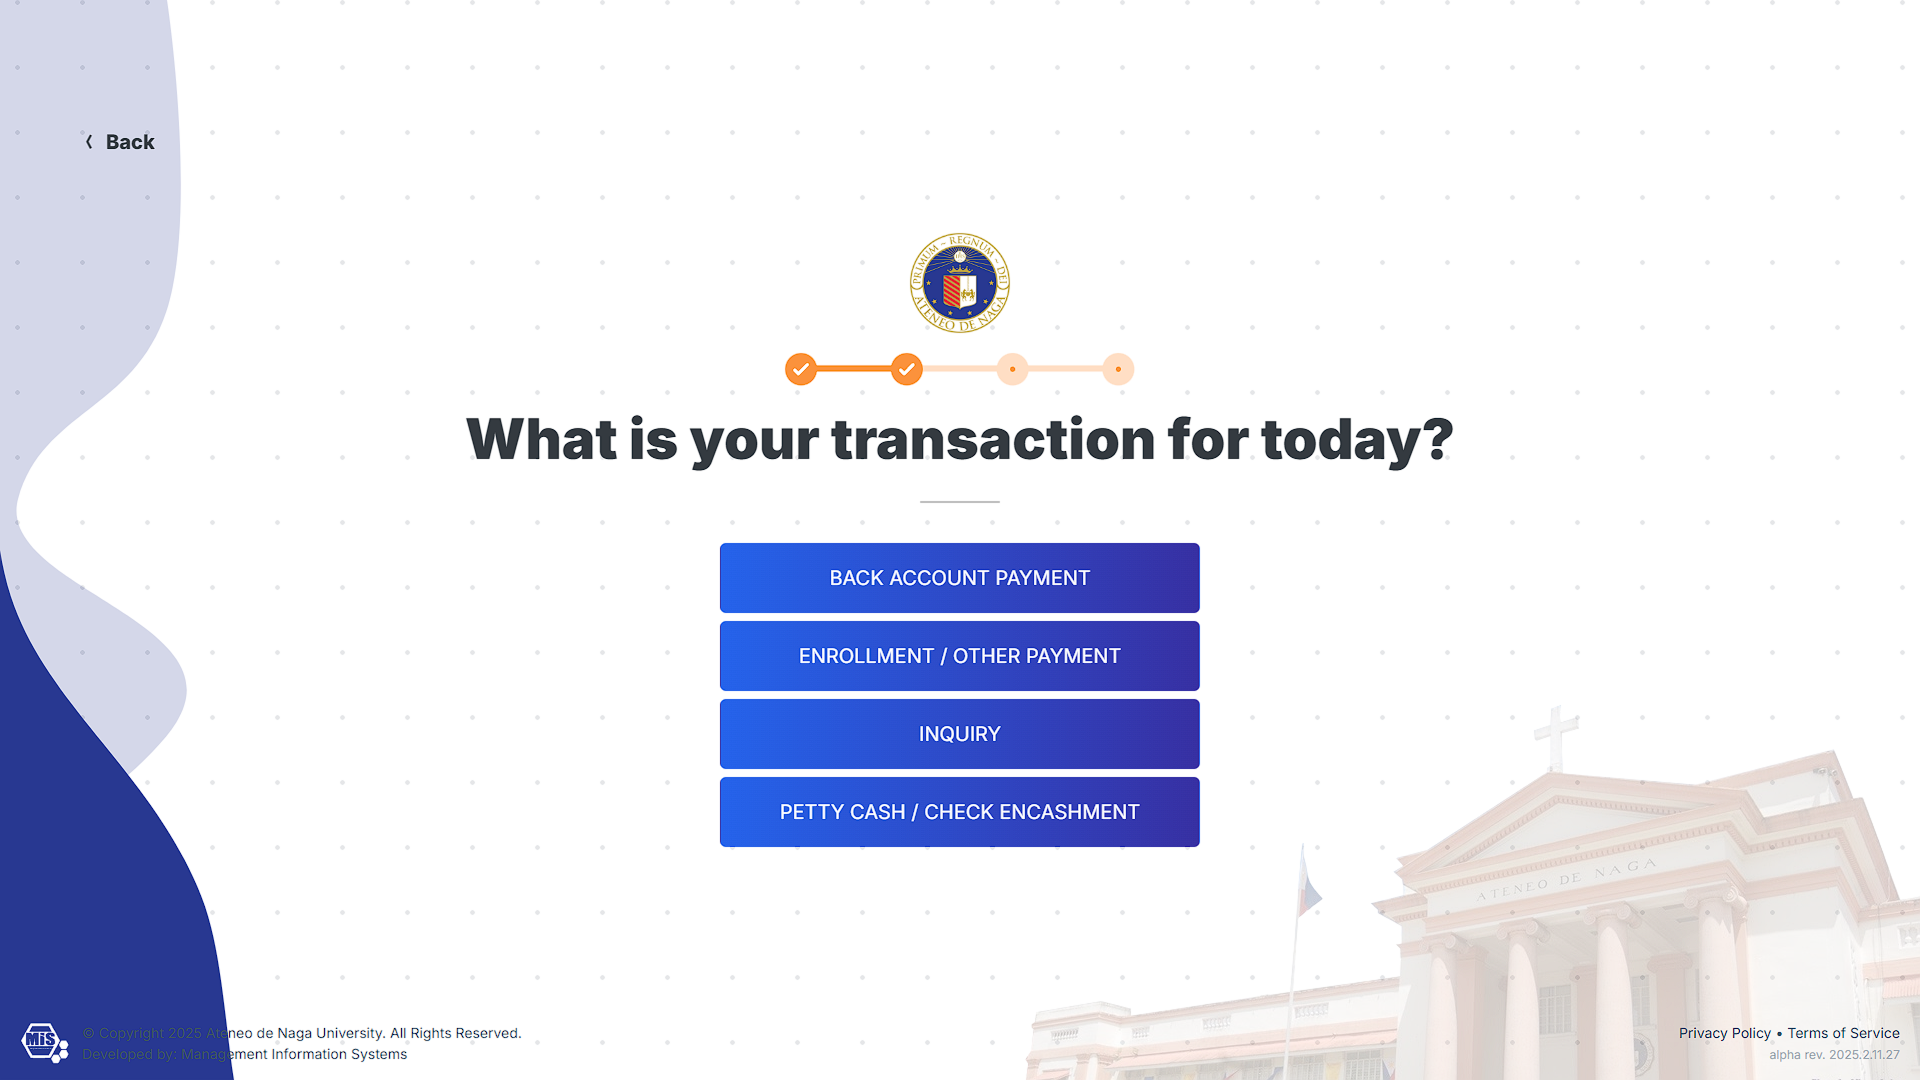 Back
PRIMUM ~ REGNUM ~ DEI
ATENEO DE NAGA
What is your transaction for today?
BACK ACCOUNT PAYMENT
ENROLLMENT / OTHER PAYMENT
INQUIRY
PETTY CASH / CHECK ENCASHMENT
ATENEO DE NAGA
MiS
© Copyright 2025 Ateneo de Naga University. All Rights Reserved.
Developed by: Management Information Systems
Privacy Policy • Terms of Service
alpha rev. 2025.2.11.27